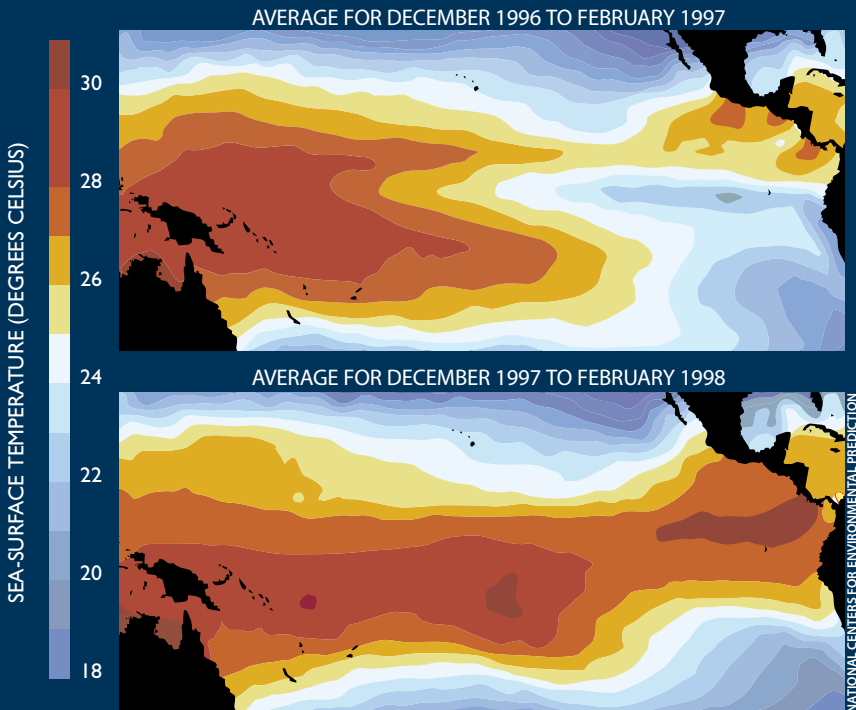 AVERAGE FOR DECEMBER 1996 TO FEBRUARY 1997
SEA-SURFACE TEMPERATURE (DEGREES CELSIUS)
30
28
26
24
22
20
18
AVERAGE FOR DECEMBER 1997 TO FEBRUARY 1998
NATIONAL CENTERS FOR ENVIRONMENTAL PREDICTION